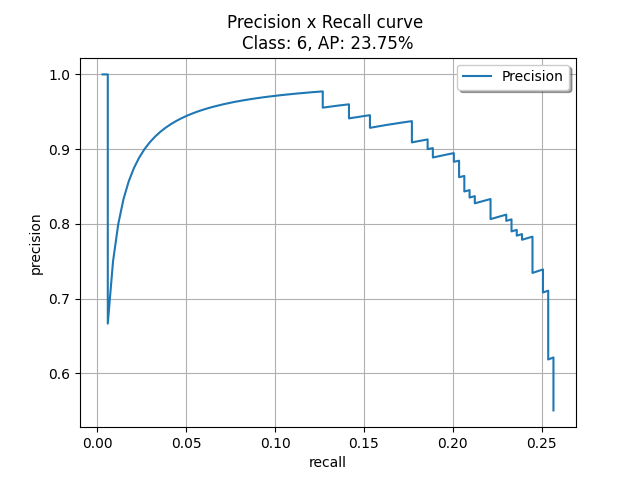 Precision x Recall curve
Class: 6, AP: 23.75%
Precision
1.0
0.9
0.8
0.7
0.6
precision
0.00 0.05 0.10 0.15 0.20 0.25
recall